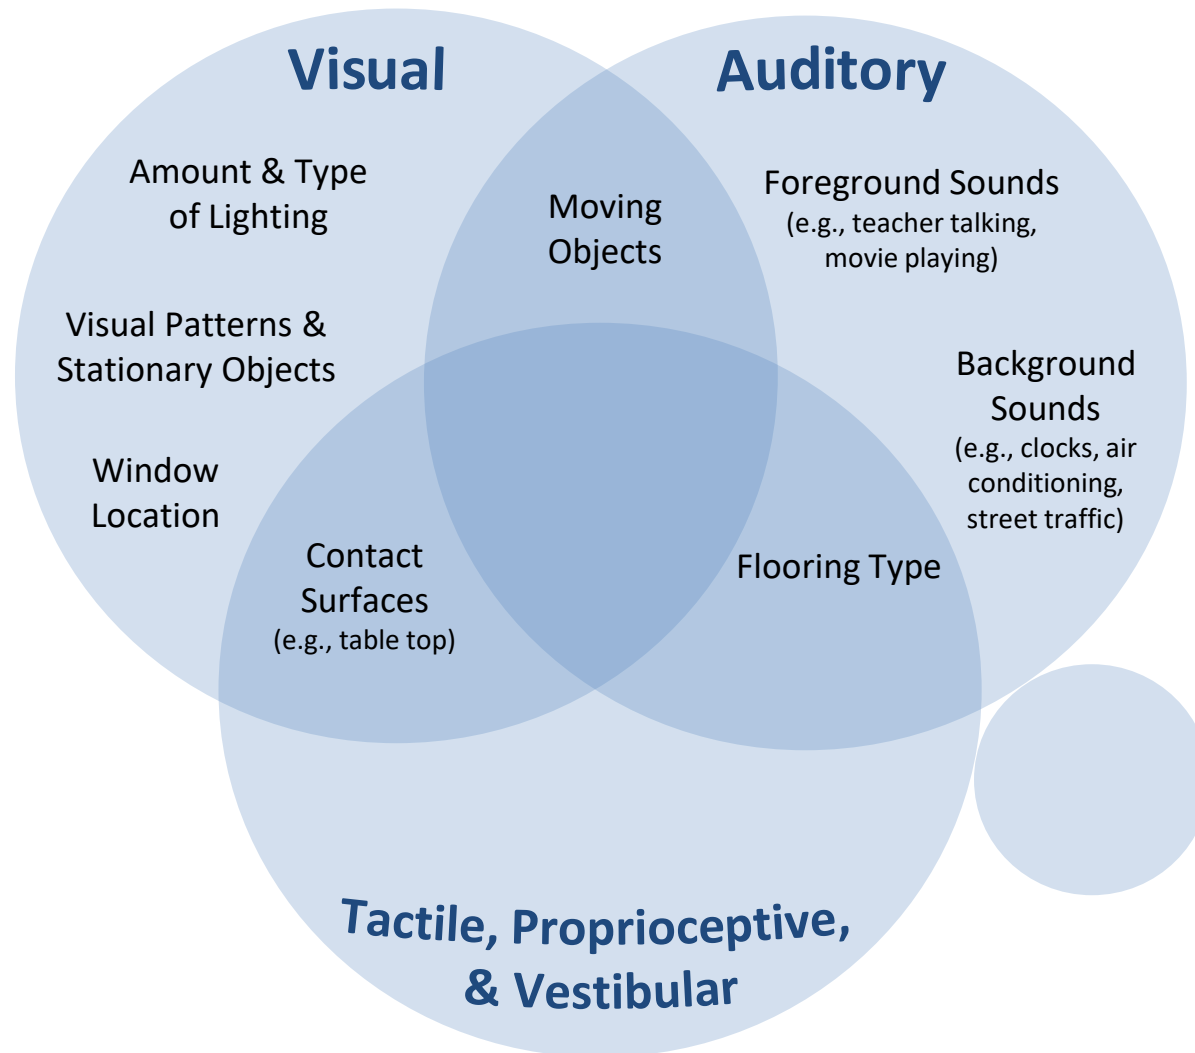 Visual
Auditory
Amount & Type
of Lighting
Moving
Objects
Foreground Sounds
(e.g., teacher talking,
movie playing)
Visual Patterns &
Stationary Objects
Background
Sounds
(e.g., clocks, air
conditioning,
street traffic)
Window
Location
Contact
Surfaces
(e.g., table top)
Flooring Type
Tactile, Proprioceptive,
& Vestibular